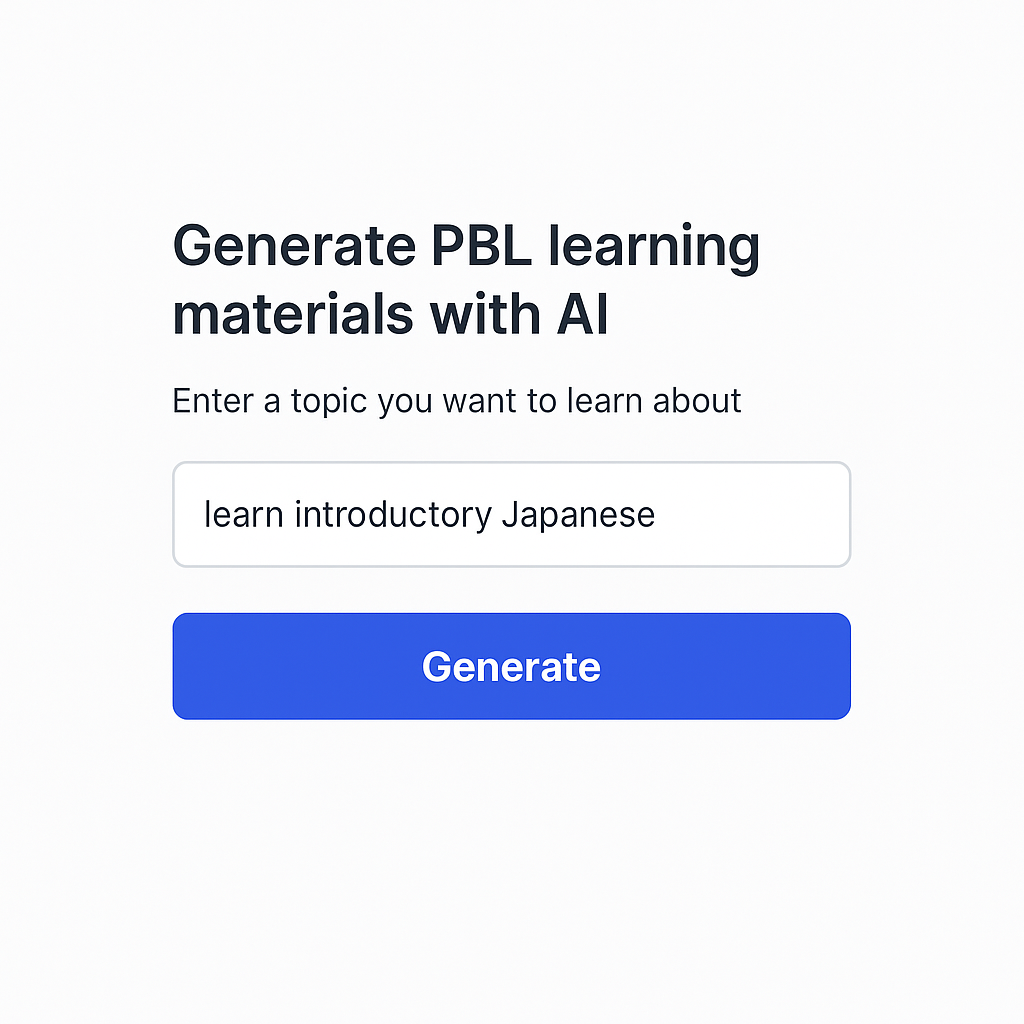 Generate PBL learning
materials with AI
Enter a topic you want to learn about
learn introductory Japanese
Generate